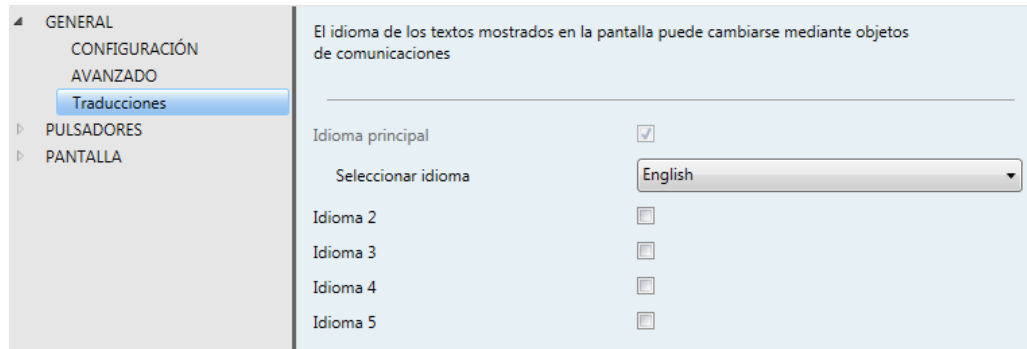 GENERAL
CONFIGURACIÓN
AVANZADO
Traducciones
PULSADORES
PANTALLA
El idioma de los textos mostrados en la pantalla puede cambiarse mediante objetos
de comunicaciones
Idioma principal
Seleccionar idioma
English
Idioma 2
Idioma 3
Idioma 4
Idioma 5